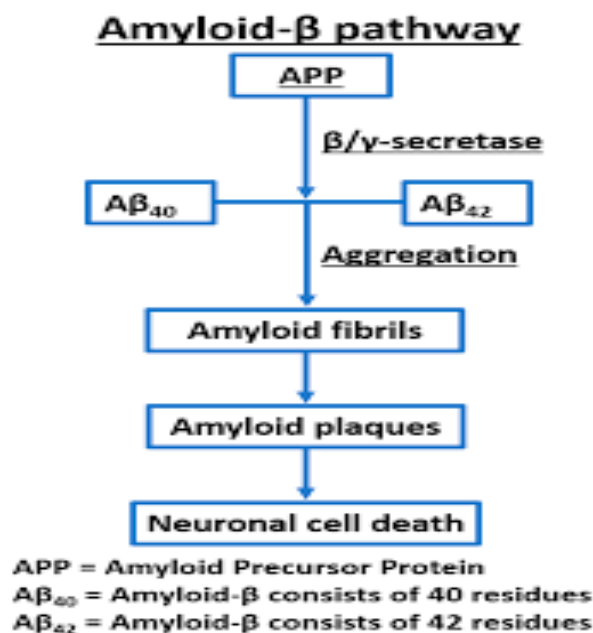 Amyloid-β pathway
APP
β/γ-secretase
Aβ₄₀
Aβ₄₂
Aggregation
Amyloid fibrils
Amyloid plaques
Neuronal cell death
APP = Amyloid Precursor Protein
Aβ₄₀ = Amyloid-β consists of 40 residues
Aβ₄₂ = Amyloid-β consists of 42 residues